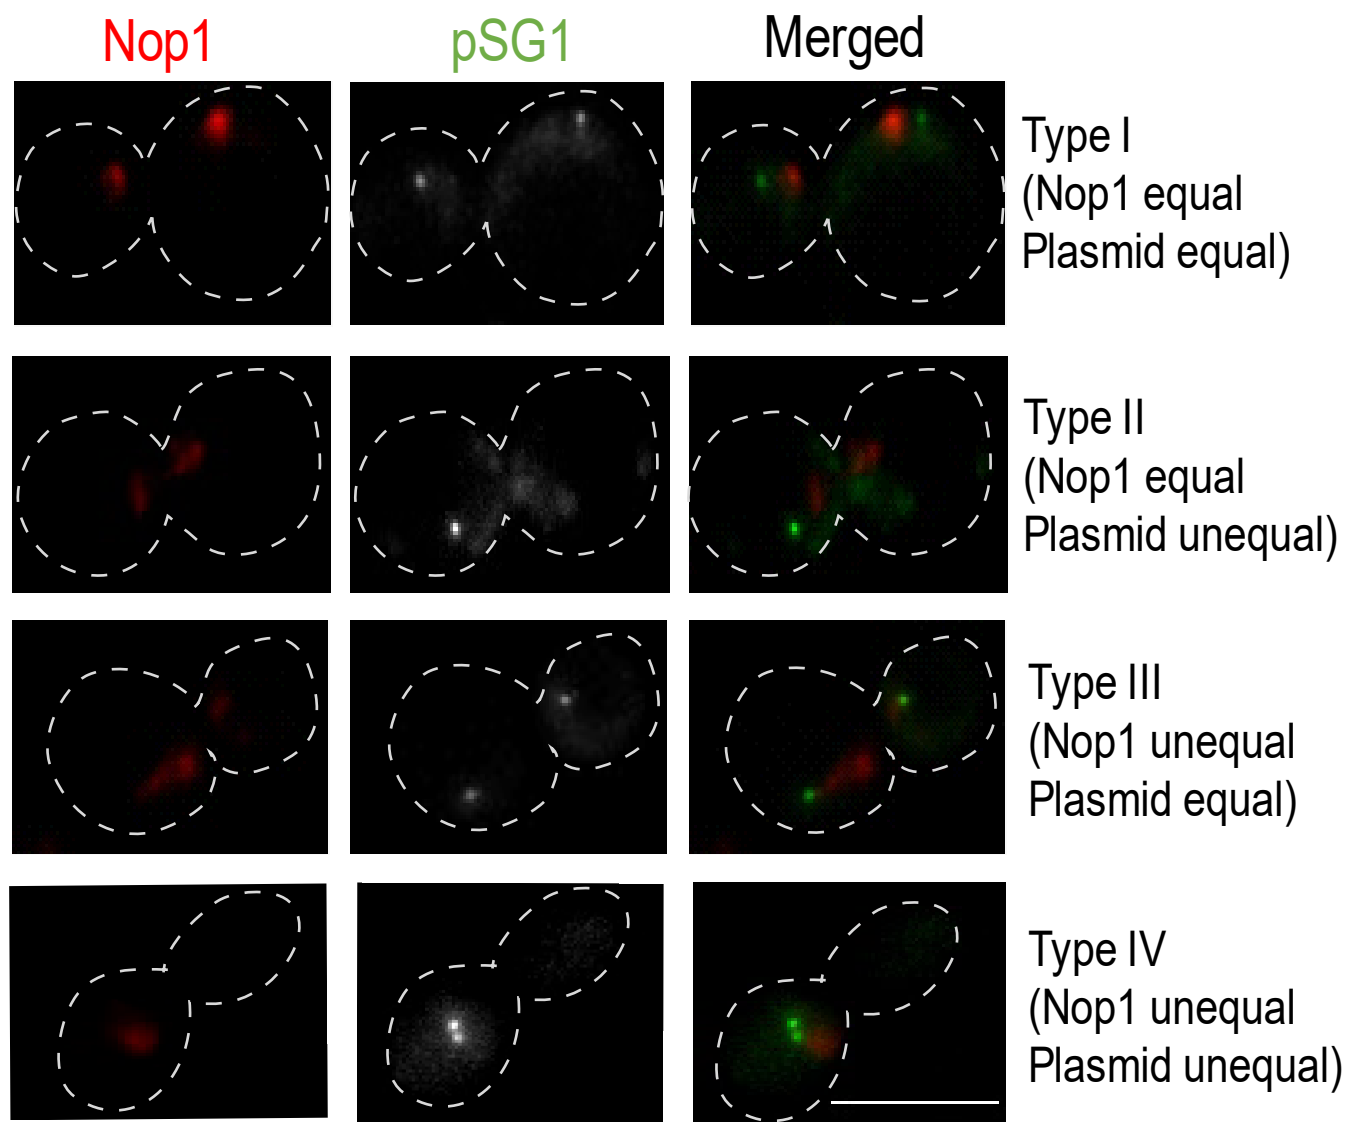 Nop1 pSG1 Merged
Type I
(Nop1 equal
Plasmid equal)
Type II
(Nop1 equal
Plasmid unequal)
Type III
(Nop1 unequal
Plasmid equal)
Type IV
(Nop1 unequal
Plasmid unequal)